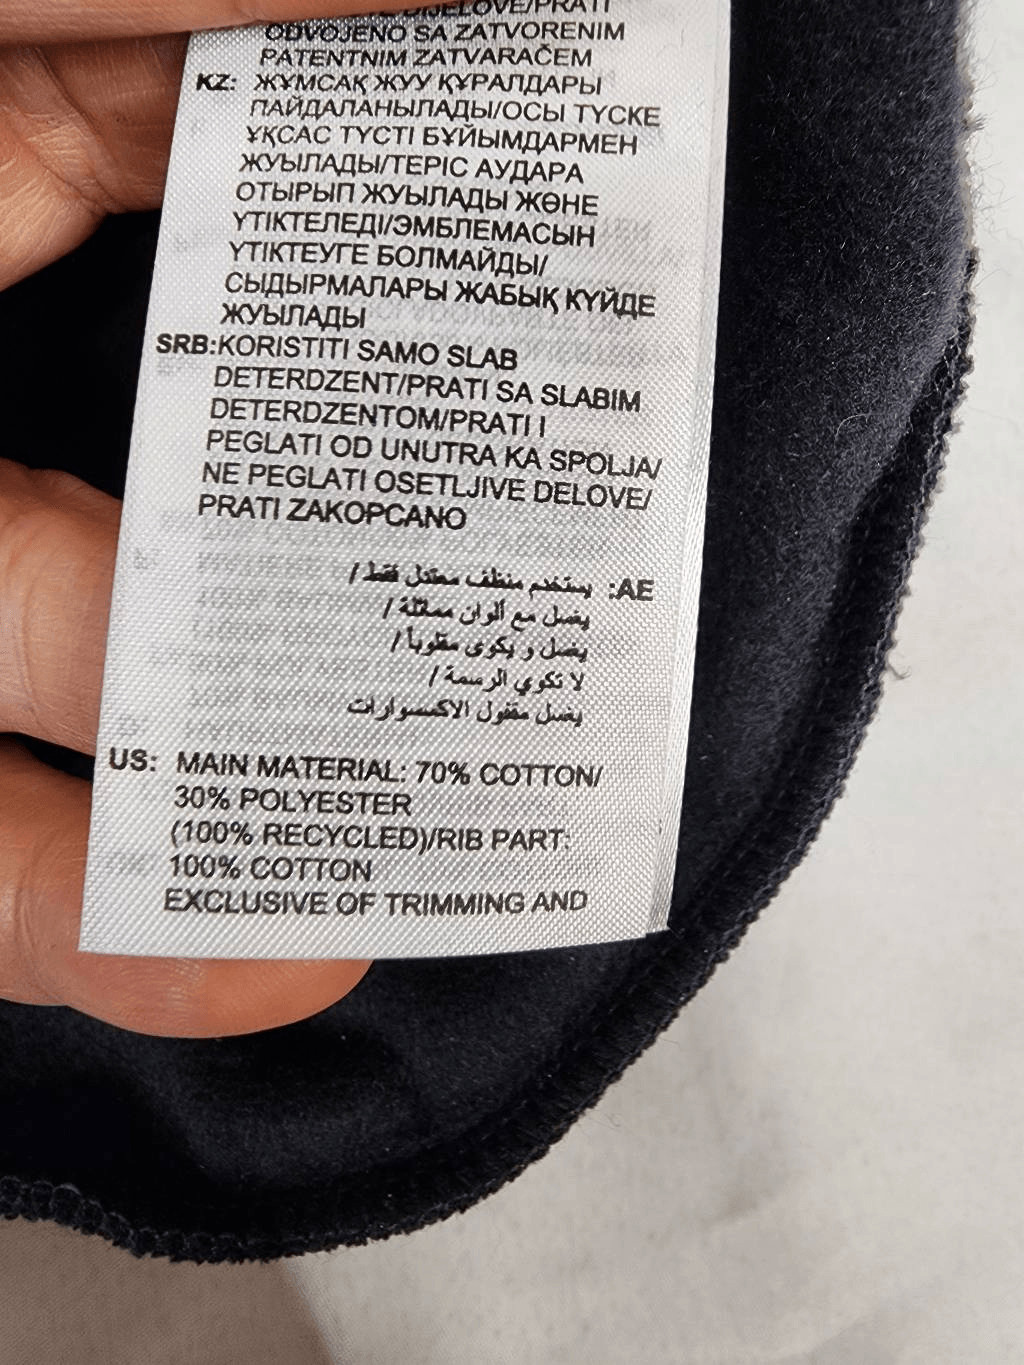 DIJELOVE/PRATI
ODVOJENO SA ZATVORENIM
PATENTNIM ZATVARAČEM
KZ: ЖҰМСАҚ ЖУУ ҚҰРАЛДАРЫ
ПАЙДАЛАНЫЛАДЫ/ОСЫ ТҮСКЕ
ҰҚСАС ТҮСТІ БҰЙЫМДАРМЕН
ЖУЫЛАДЫ/ТЕРІС АУДАРА
ОТЫРЫП ЖУЫЛАДЫ ЖӘНЕ
ҮТІКТЕЛЕДІ/ЭМБЛЕМАСЫН
ҮТІКТЕУГЕ БОЛМАЙДЫ/
СЫДЫРМАЛАРЫ ЖАБЫҚ КҮЙДЕ
ЖУЫЛАДЫ
SRB:KORISTITI SAMO SLAB
DETERDZENT/PRATI SA SLABIM
DETERDZENTOM/PRATI I
PEGLATI OD UNUTRA KA SPOLJA/
NE PEGLATI OSETLJIVE DELOVE/
PRATI ZAKOPCANO
AE: يستخدم منظف معتدل فقط /
يغسل مع ألوان مماثلة /
يغسل و يكوى مقلوباً /
لا تكوي الرسمة /
يغسل مقفول الاكسسوارات
US: MAIN MATERIAL: 70% COTTON/
30% POLYESTER
(100% RECYCLED)/RIB PART:
100% COTTON
EXCLUSIVE OF TRIMMING AND